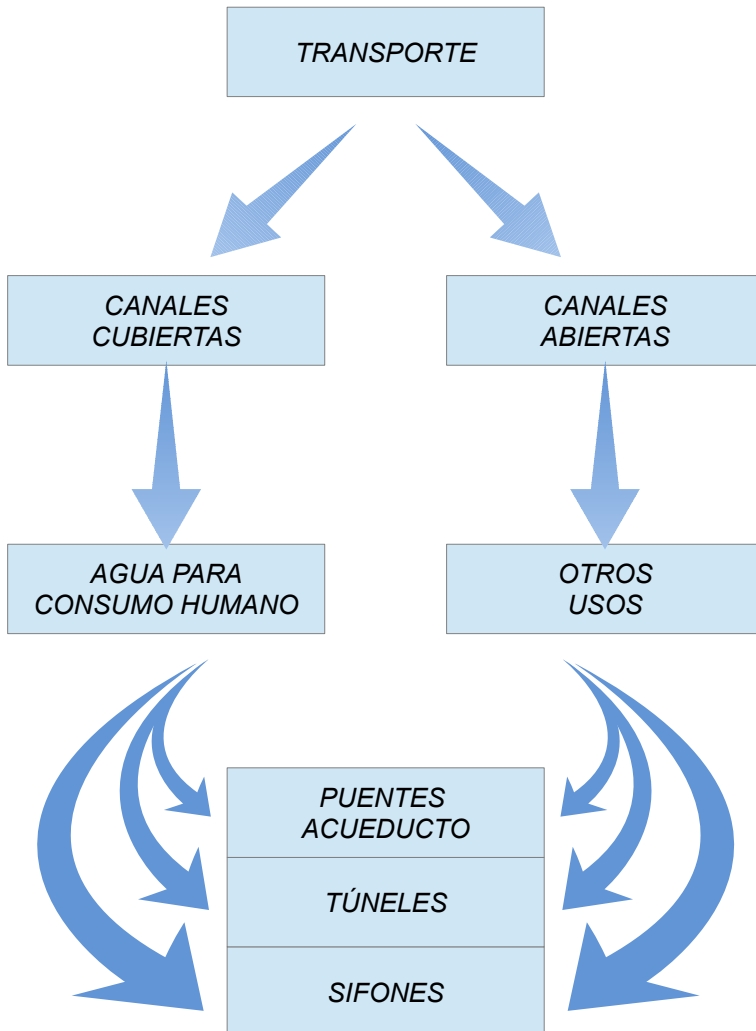 TRANSPORTE
CANALES
CUBIERTAS
CANALES
ABIERTAS
AGUA PARA
CONSUMO HUMANO
OTROS
USOS
PUENTES
ACUEDUCTO
TÚNELES
SIFONES